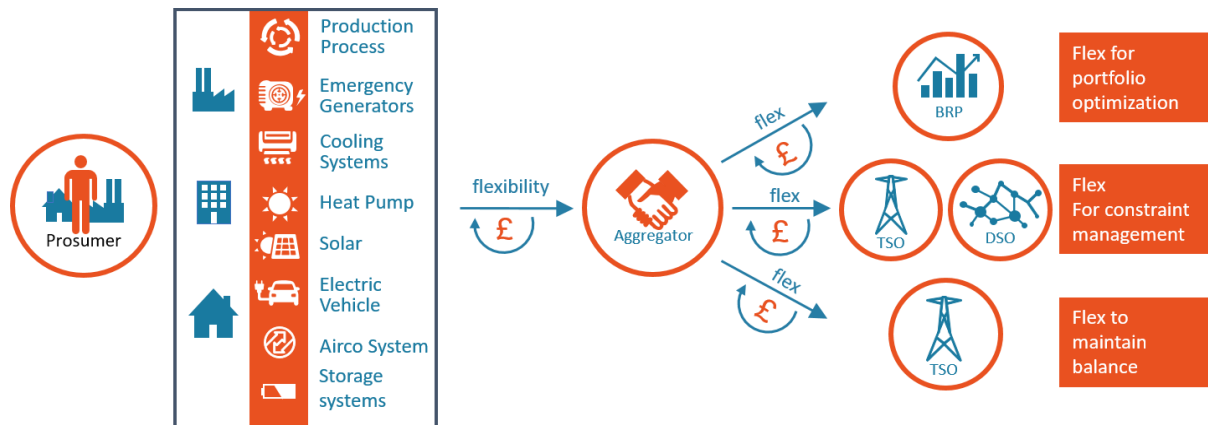 Prosumer
Production
Process
Emergency
Generators
Cooling
Systems
Heat Pump
Solar
Electric
Vehicle
Airco System
Storage
systems
flexibility
£
Aggregator
flex
£
flex
£
flex
£
BRP
TSO
DSO
TSO
Flex for
portfolio
optimization
Flex
For constraint
management
Flex to
maintain
balance